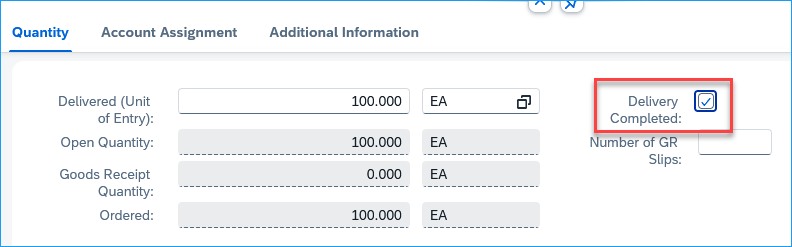 Quantity Account Assignment Additional Information
Delivered (Unit of Entry): 100.000 EA
Delivery Completed:
Open Quantity: 100.000 EA
Number of GR Slips:
Goods Receipt Quantity: 0.000 EA
Ordered: 100.000 EA